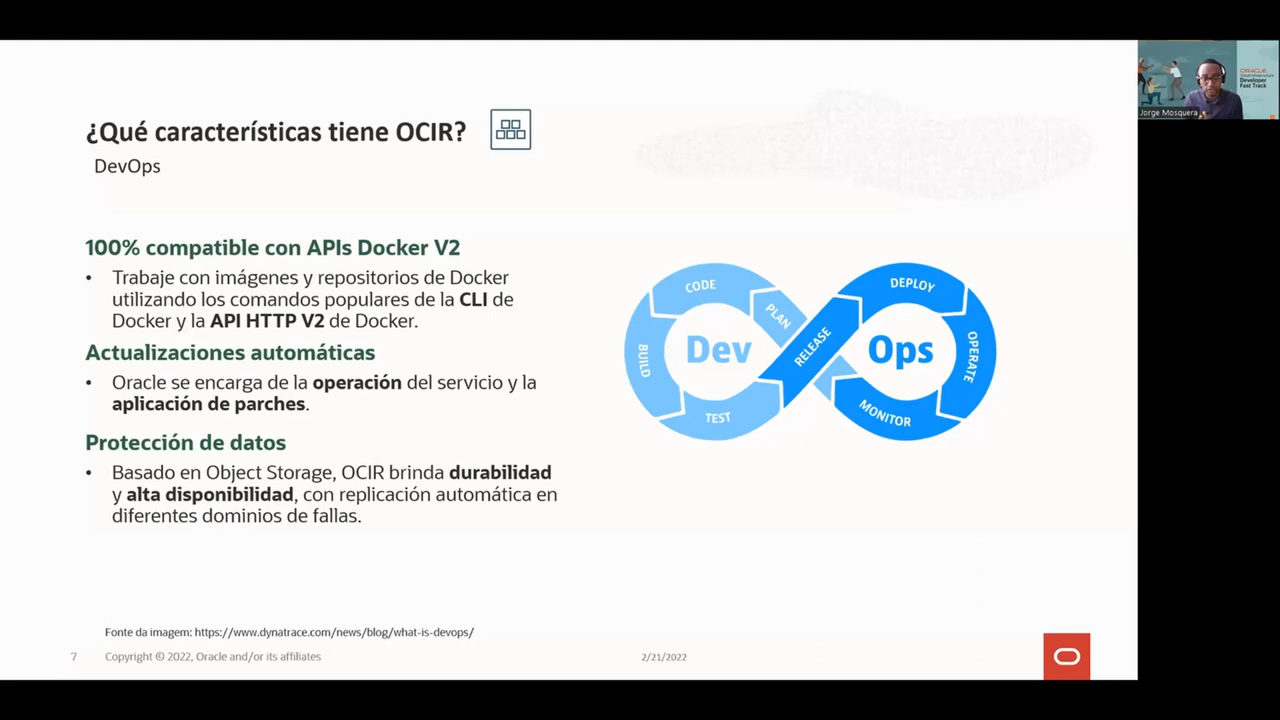 ¿Qué características tiene OCIR?
DevOps
100% compatible con APIs Docker V2
• Trabaje con imágenes y repositorios de Docker
utilizando los comandos populares de la CLI de
Docker y la API HTTP V2 de Docker.
Actualizaciones automáticas
• Oracle se encarga de la operación del servicio y la
aplicación de parches.
Protección de datos
• Basado en Object Storage, OCIR brinda durabilidad
y alta disponibilidad, con replicación automática en
diferentes dominios de fallas.
CODE
PLAN
BUILD
Dev
TEST
RELEASE
DEPLOY
Ops
OPERATE
MONITOR
Fonte da imagem: https://www.dynatrace.com/news/blog/what-is-devops/
7
Copyright © 2022, Oracle and/or its affiliates
2/21/2022
ORACLE
Cloud Infrastructure
Developer
Fast Track
Jorge Mosquera